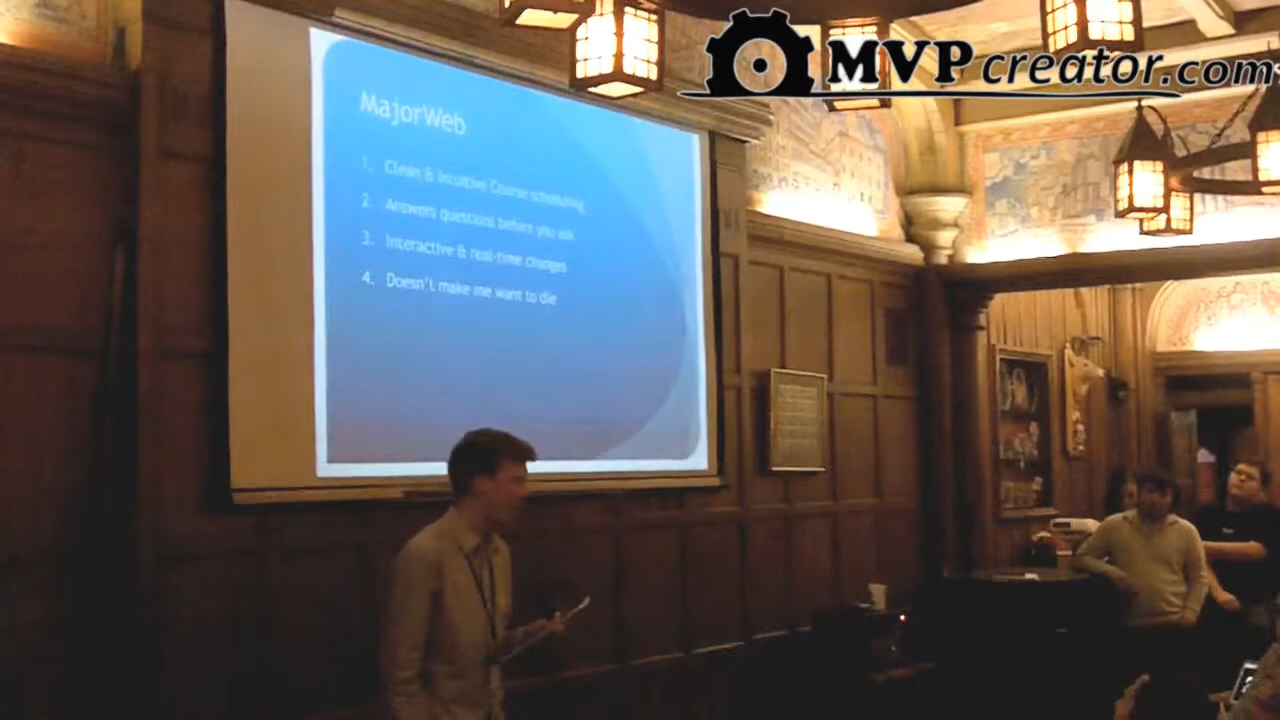 MVPcreator.com
MajorWeb
1. Clean & Intuitive Course scheduling
2. Answers questions before you ask
3. Interactive & real-time changes
4. Doesn't make me want to die